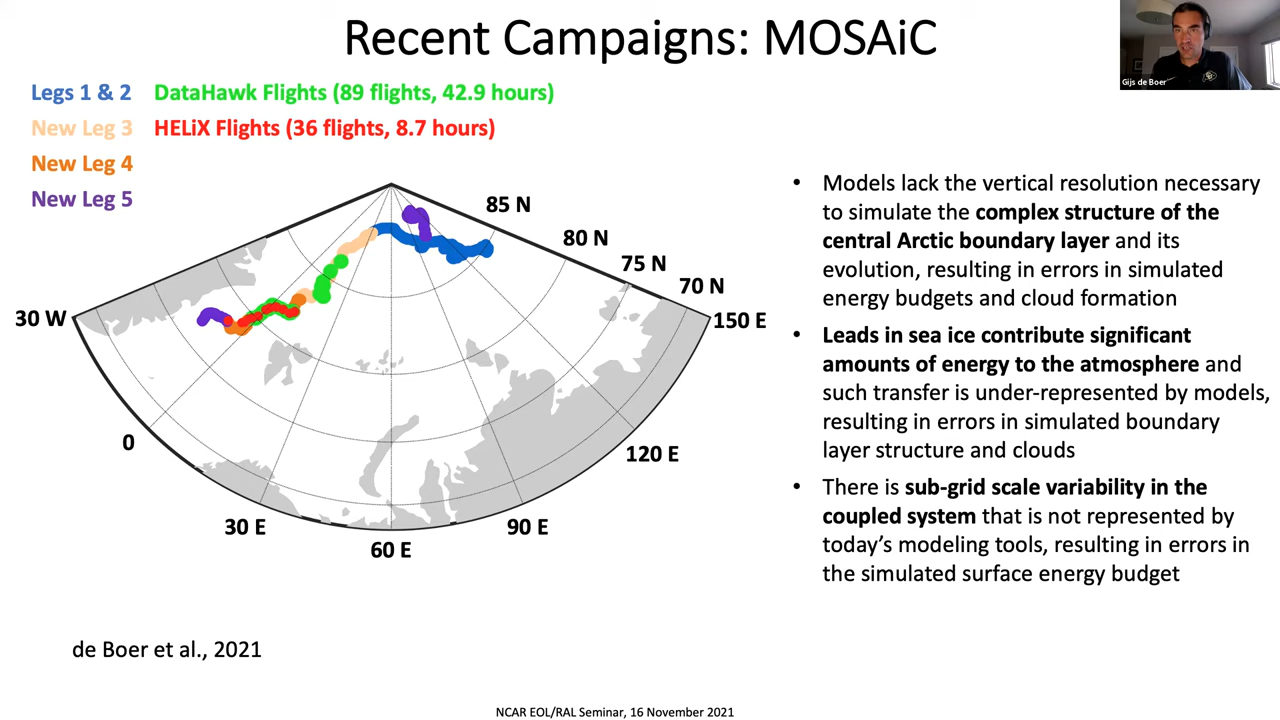 Recent Campaigns: MOSAiC
Gijs de Boer
Legs 1 & 2
DataHawk Flights (89 flights, 42.9 hours)
New Leg 3
HELiX Flights (36 flights, 8.7 hours)
New Leg 4
New Leg 5
85 N
80 N
75 N
70 N
30 W
150 E
0
120 E
30 E
90 E
60 E
• Models lack the vertical resolution necessary
to simulate the complex structure of the
central Arctic boundary layer and its
evolution, resulting in errors in simulated
energy budgets and cloud formation
• Leads in sea ice contribute significant
amounts of energy to the atmosphere and
such transfer is under-represented by models,
resulting in errors in simulated boundary
layer structure and clouds
• There is sub-grid scale variability in the
coupled system that is not represented by
today’s modeling tools, resulting in errors in
the simulated surface energy budget
de Boer et al., 2021
NCAR EOL/RAL Seminar, 16 November 2021